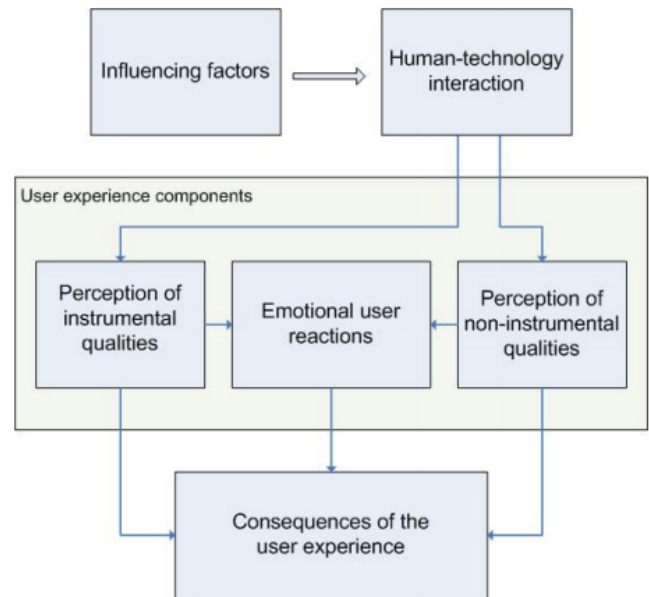 Influencing factors
Human-technology
interaction
User experience components
Perception of
instrumental
qualities
Emotional user
reactions
Perception of
non-instrumental
qualities
Consequences of the
user experience